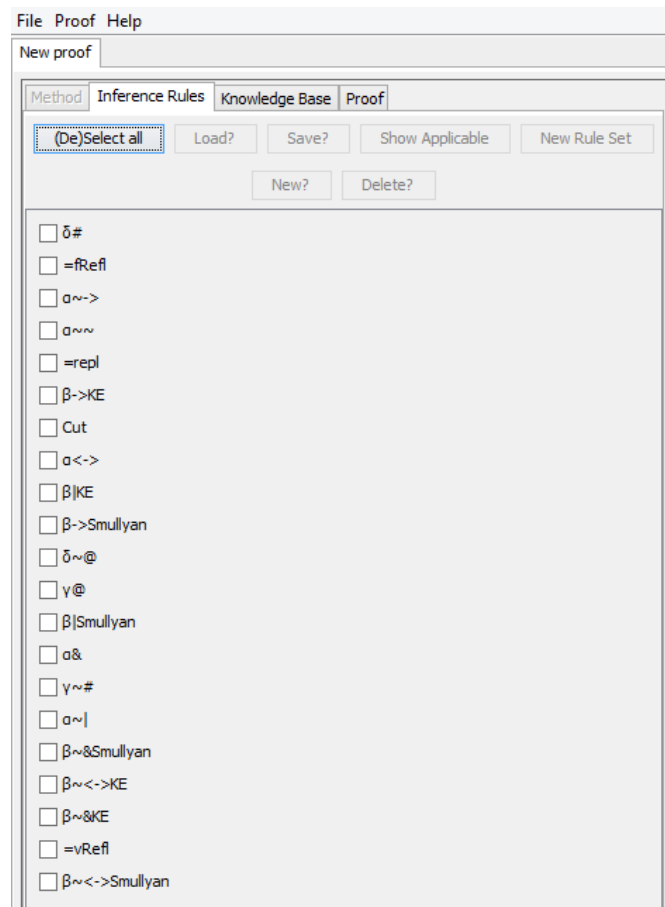 File Proof Help
New proof
Method Inference Rules Knowledge Base Proof
(De)Select all Load? Save? Show Applicable New Rule Set
New? Delete?
δ#
=fRefl
α~->
α~~
=repl
β->KE
Cut
α<->
β|KE
β->Smullyan
δ~@
γ@
β|Smullyan
α&
γ~#
α~|
β~&Smullyan
β~<->KE
β~&KE
=vRefl
β~<->Smullyan